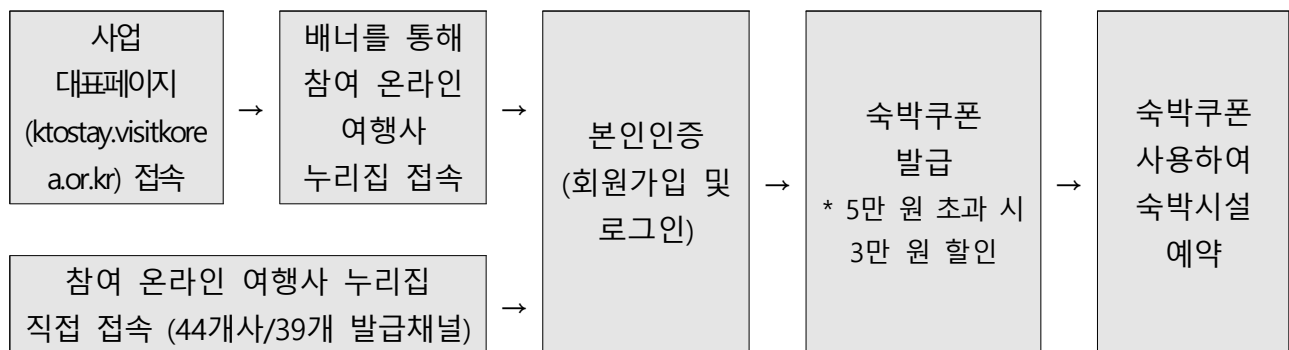 사업
대표페이지
(ktostay.visitkore
a.or.kr) 접속
→
배너를 통해
참여 온라인
여행사
누리집 접속
→
참여 온라인 여행사 누리집
직접 접속 (44개사/39개 발급채널)
→
본인인증
(회원가입 및
로그인)
→
숙박쿠폰
발급
* 5만 원 초과 시
3만 원 할인
→
숙박쿠폰
사용하여
숙박시설
예약